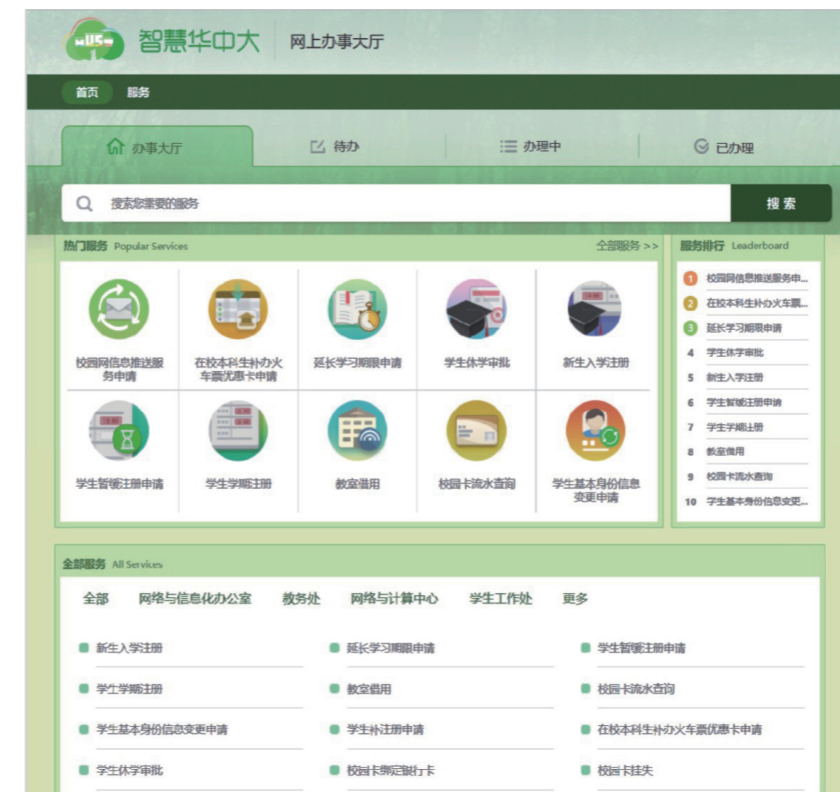 智慧华中大 网上办事大厅
首页 服务
办事大厅 待办 办理中 已办理
搜索您需要的服务 搜索
热门服务 Popular Services 全部服务 >>
校园网信息推送服务申请
在校本科生补办火车票优惠卡申请
延长学习期限申请
学生休学审批
新生入学注册
学生暂缓注册申请
学生学期注册
教室借用
校园卡流水查询
学生基本身份信息变更申请
服务排行 Leaderboard
1 校园网信息推送服务申...
2 在校本科生补办火车票...
3 延长学习期限申请
4 学生休学审批
5 新生入学注册
6 学生暂缓注册申请
7 学生学期注册
8 教室借用
9 校园卡流水查询
10 学生基本身份信息变更...
全部服务 All Services
全部 网络与信息化办公室 教务处 网络与计算中心 学生工作处 更多
新生入学注册 延长学习期限申请 学生暂缓注册申请
学生学期注册 教室借用 校园卡流水查询
学生基本身份信息变更申请 学生补注册申请 在校本科生补办火车票优惠卡申请
学生休学审批 校园卡绑定银行卡 校园卡挂失